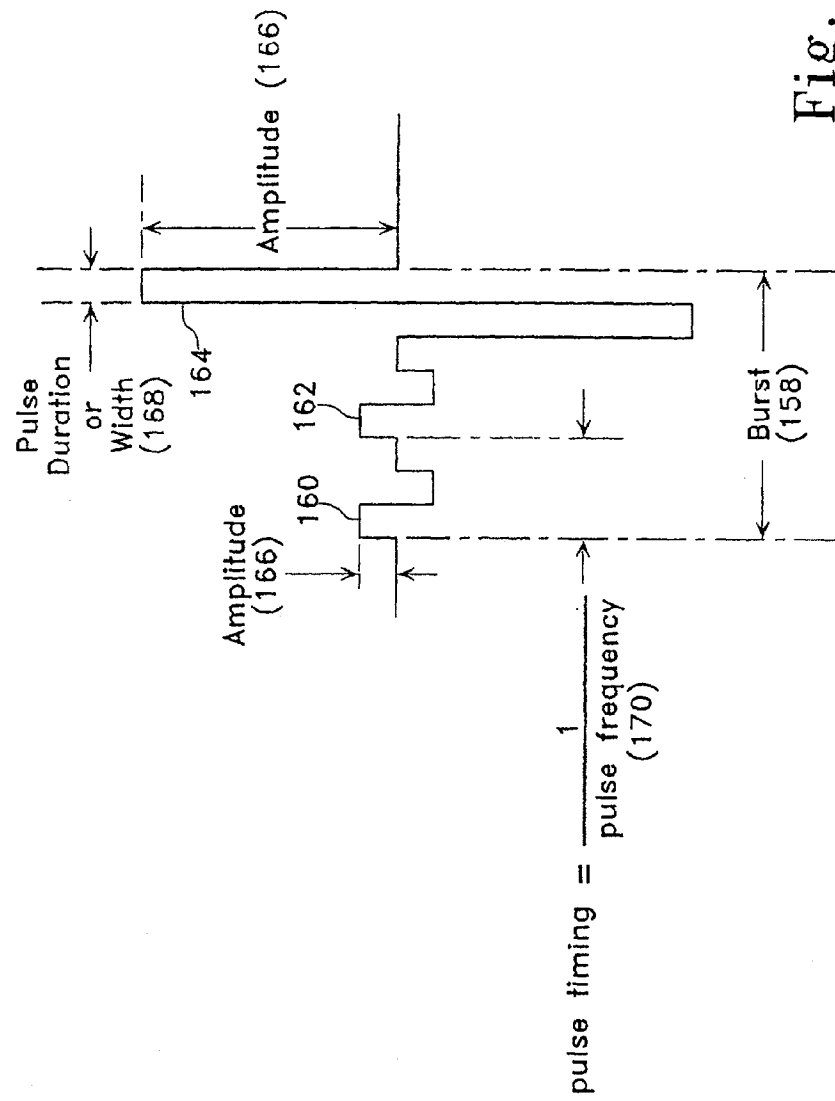 Pulse
Duration
or
Width
(168)
Amplitude (166)
164
162
160
Amplitude
(166)
Burst
(158)
pulse timing =
1
pulse frequency
(170)
Fig.